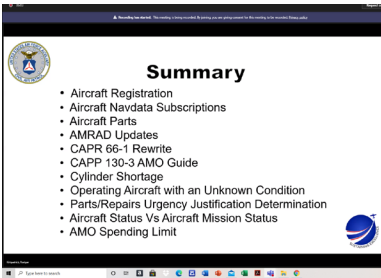 Recording has started. This meeting is being recorded. By joining, you are giving consent for this meeting to be recorded. Privacy policy
Summary
• Aircraft Registration
• Aircraft Navdata Subscriptions
• Aircraft Parts
• AMRAD Updates
• CAPR 66-1 Rewrite
• CAPP 130-3 AMO Guide
• Cylinder Shortage
• Operating Aircraft with an Unknown Condition
• Parts/Repairs Urgency Justification Determination
• Aircraft Status Vs Aircraft Mission Status
• AMO Spending Limit
Type here to search